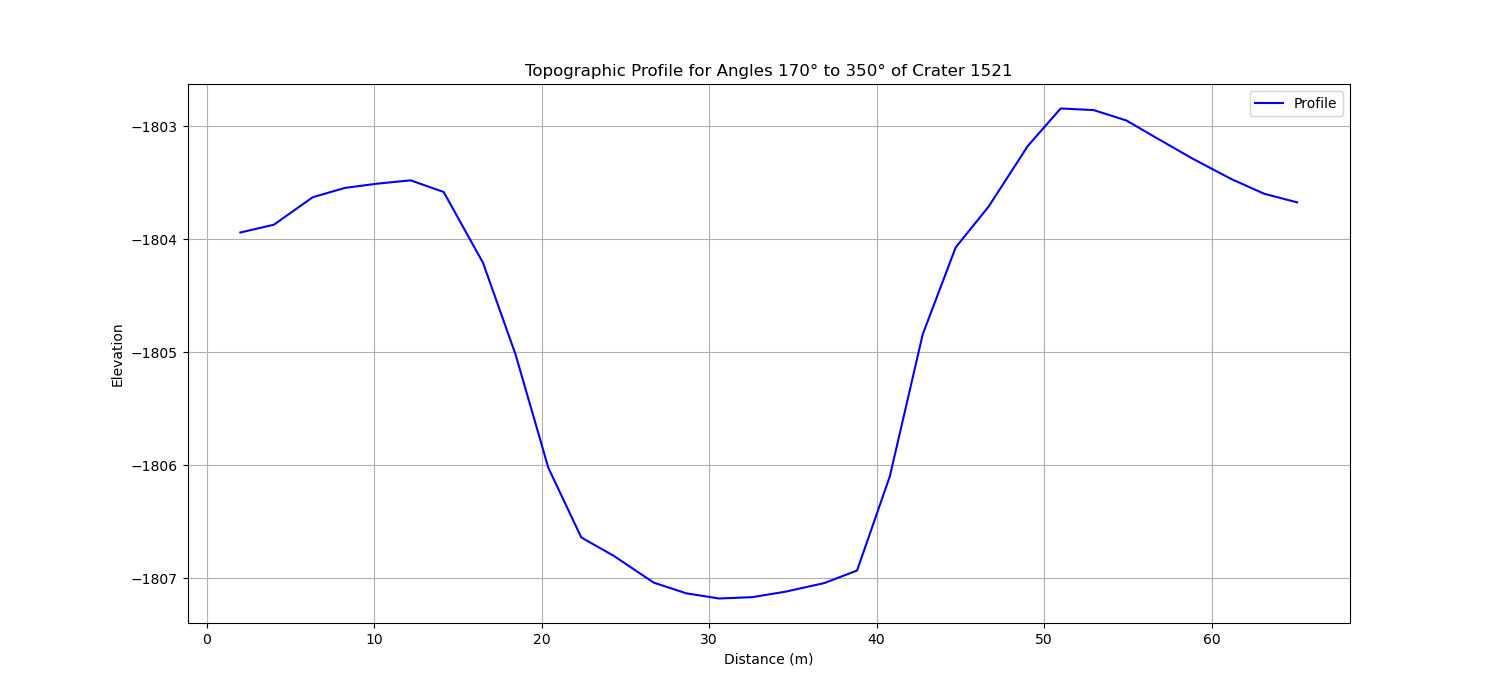 Topographic Profile for Angles 170° to 350° of Crater 1521
Profile
−1803
−1804
−1805
−1806
−1807
Elevation
0 10 20 30 40 50 60
Distance (m)